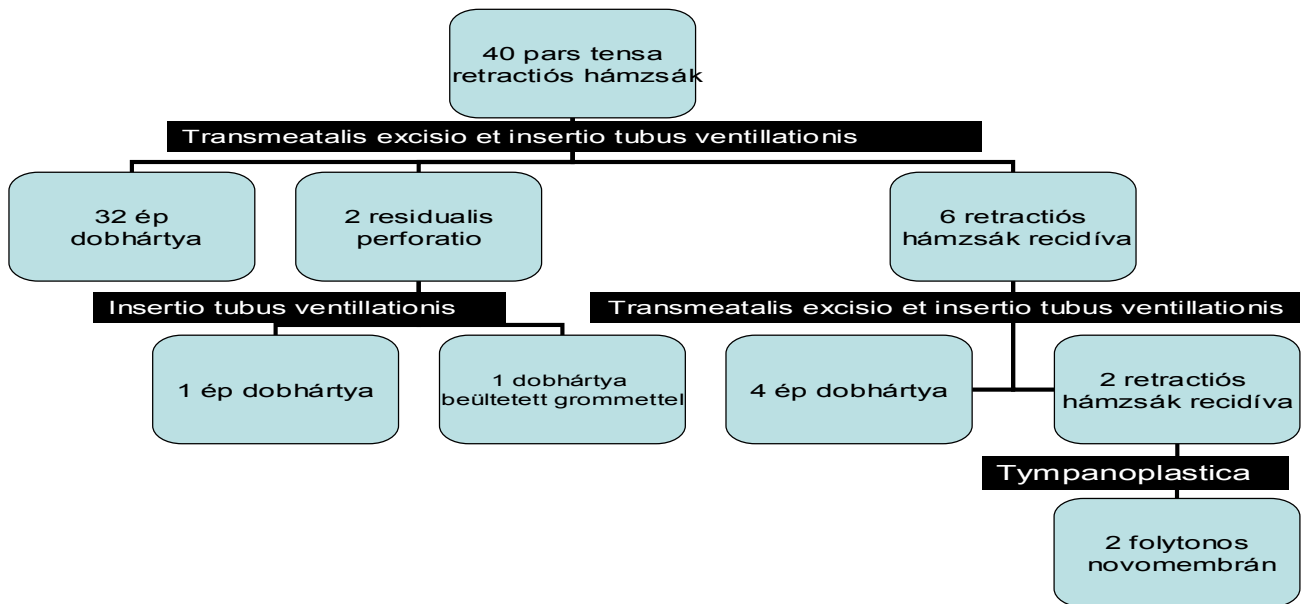 40 pars tensa
retractiós hámzsák
Transmeatalis excisio et insertio tubus ventillationis
32 ép
dobhártya
2 residualis
perforatio
6 retractiós
hámzsák recidíva
Insertio tubus ventillationis
Transmeatalis excisio et insertio tubus ventillationis
1 ép dobhártya
1 dobhártya
beültetett grommettel
4 ép dobhártya
2 retractiós
hámzsák recidíva
Tympanoplastica
2 folytonos
novomembrán